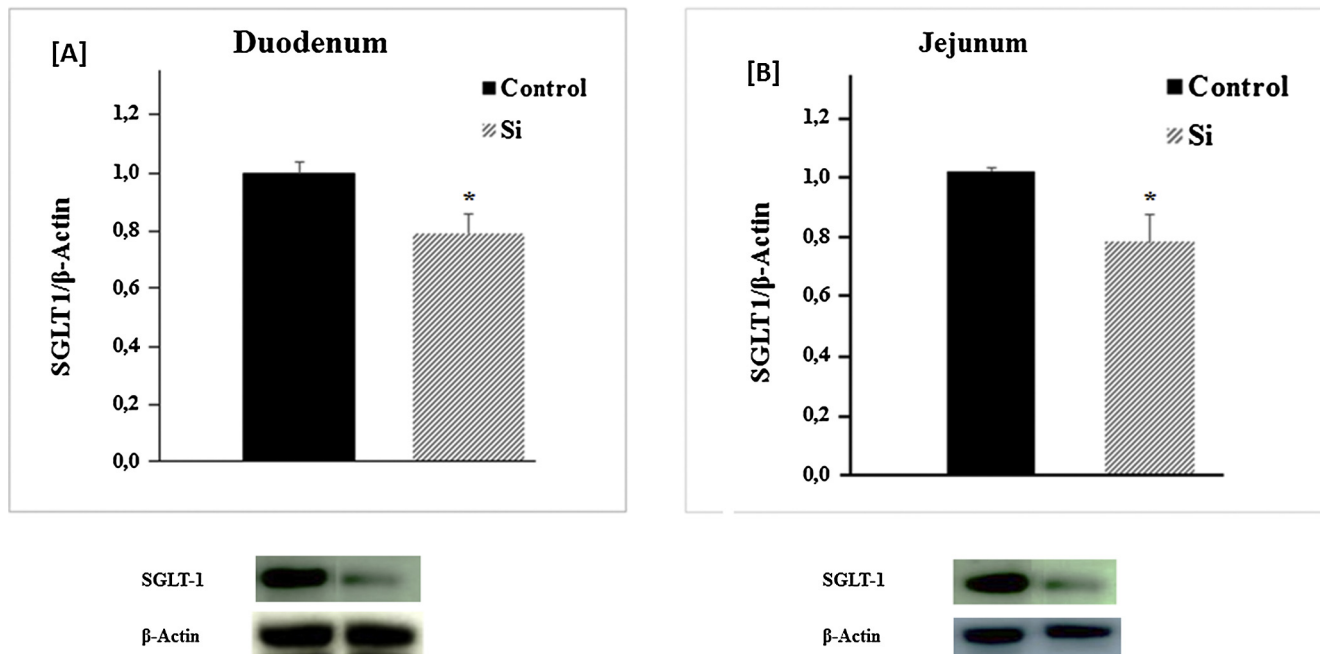 [A]
Duodenum
Control
Si
SGLT1/β-Actin
1,2
1,0
0,8
0,6
0,4
0,2
0,0
*
SGLT-1
β-Actin
[B]
Jejunum
Control
Si
SGLT1/β-Actin
1,2
1,0
0,8
0,6
0,4
0,2
0,0
*
SGLT-1
β-Actin